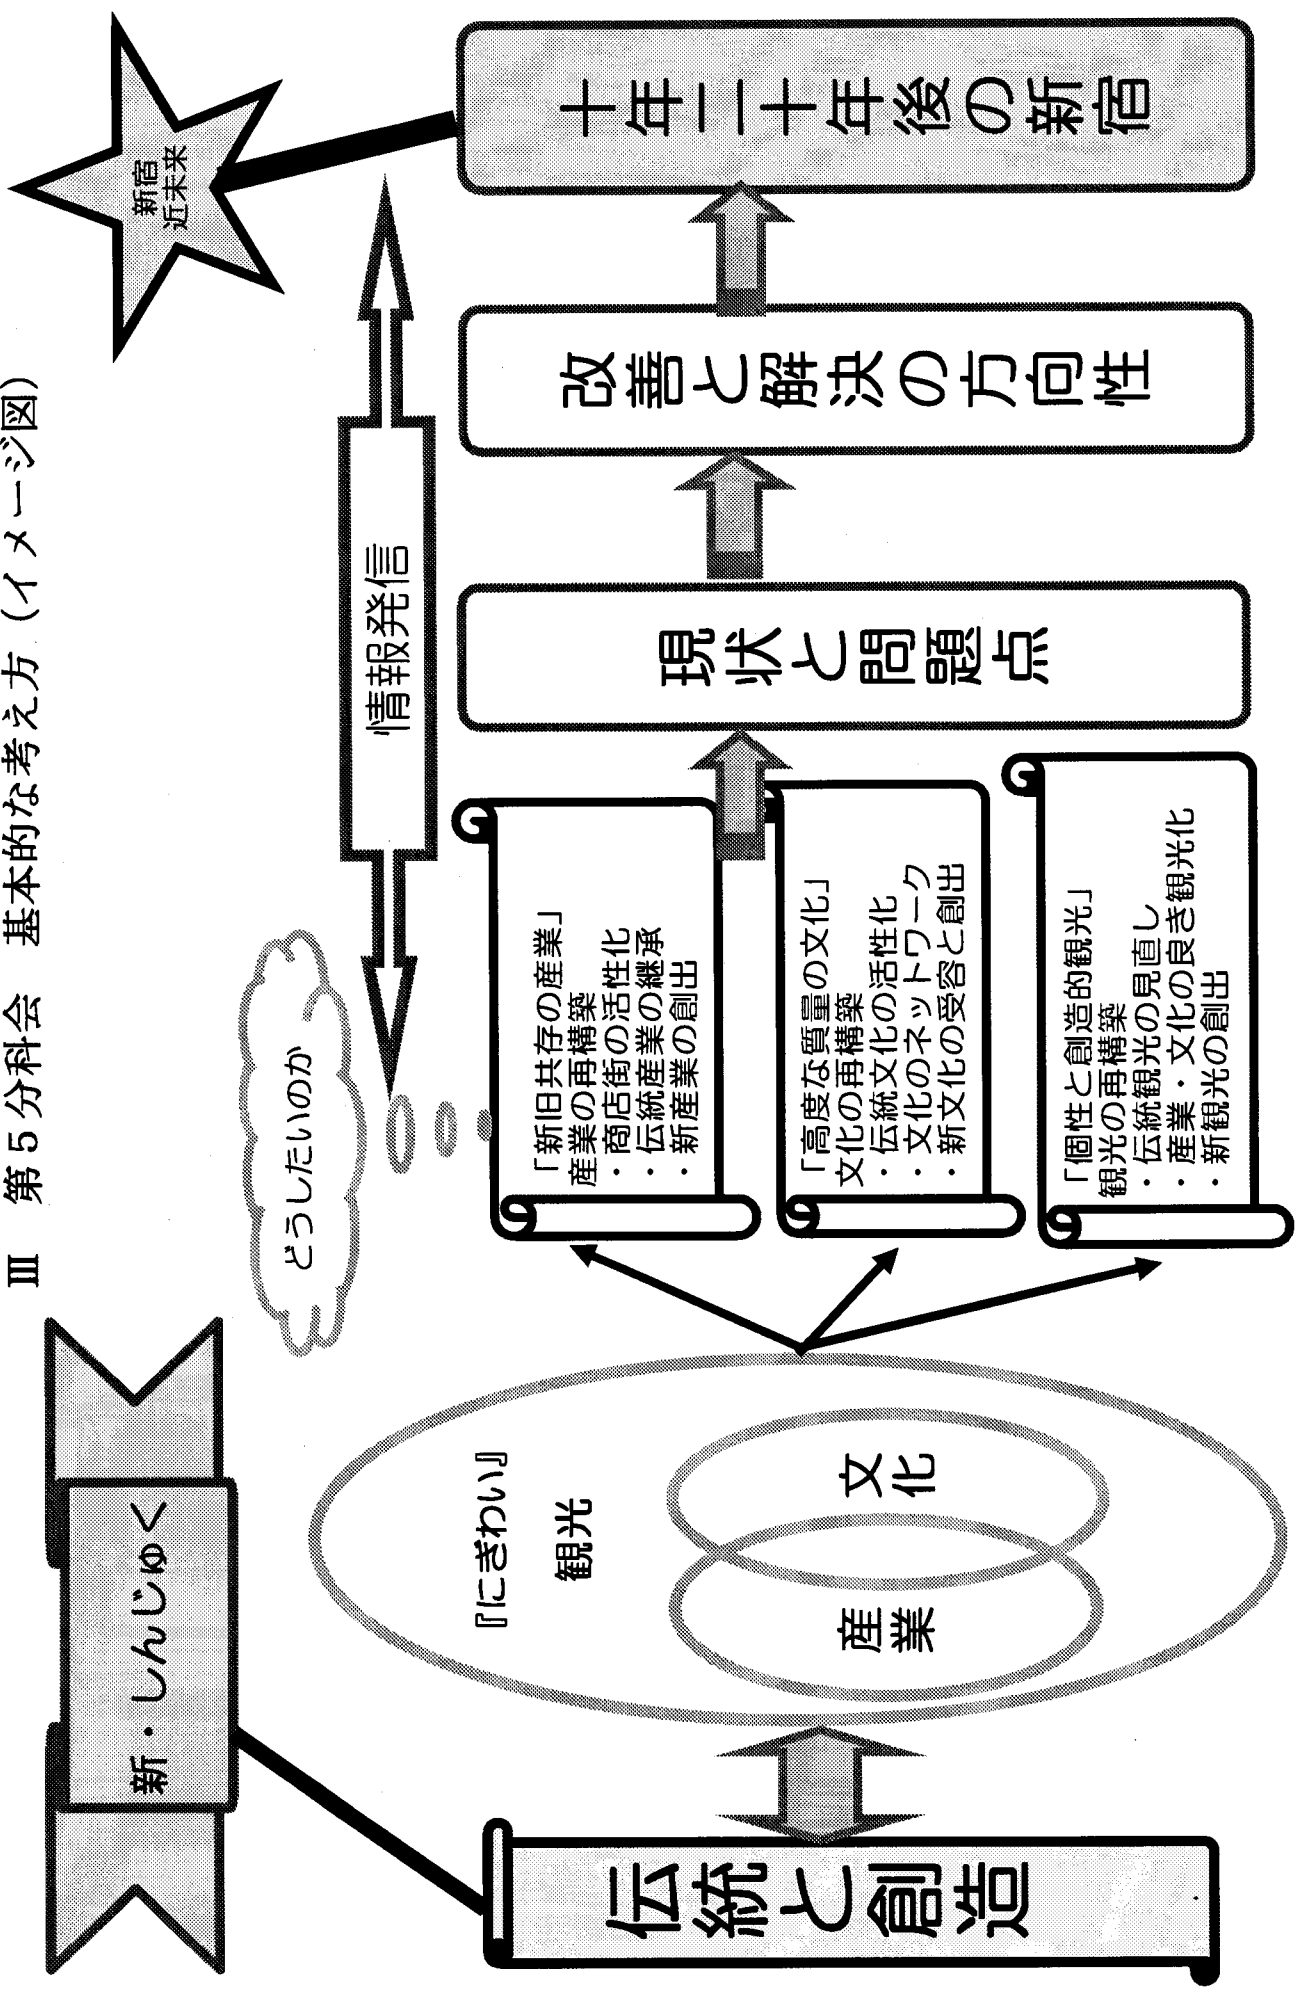 Ⅲ　第５分科会　基本的な考え方（イメージ図）
新・しんじゅく
新宿
近未来
どうしたいのか
情報発信
伝統と創造
『にぎわい』
観光
産業
文化
「新旧共存の産業」
産業の再構築
・商店街の活性化
・伝統産業の継承
・新産業の創出
「高度な質量の文化」
文化の再構築
・伝統文化の活性化
・文化のネットワーク
・新文化の受容と創出
「個性と創造的観光」
観光の再構築
・伝統観光の見直し
・産業・文化の良き観光化
・新観光の創出
現状と問題点
改善と解決の方向性
十年二十年後の新宿